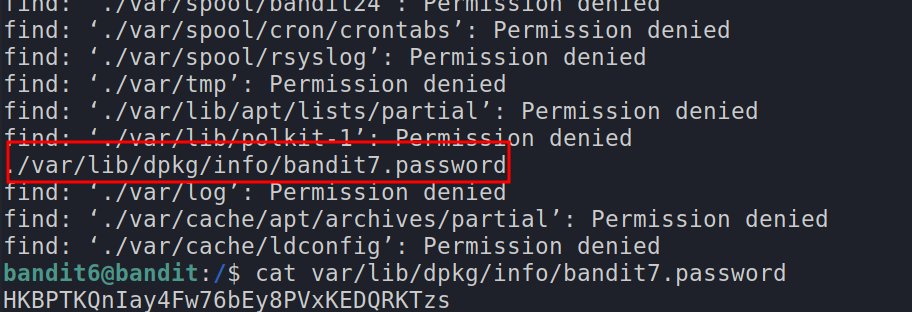 find: ‘./var/spool/bandit24’: Permission denied
find: ‘./var/spool/cron/crontabs’: Permission denied
find: ‘./var/spool/rsyslog’: Permission denied
find: ‘./var/tmp’: Permission denied
find: ‘./var/lib/apt/lists/partial’: Permission denied
find: ‘./var/lib/polkit-1’: Permission denied
./var/lib/dpkg/info/bandit7.password
find: ‘./var/log’: Permission denied
find: ‘./var/cache/apt/archives/partial’: Permission denied
find: ‘./var/cache/ldconfig’: Permission denied
bandit6@bandit:/$ cat var/lib/dpkg/info/bandit7.password
HKBPTKQnIay4Fw76bEy8PVxKEDQRKTzs